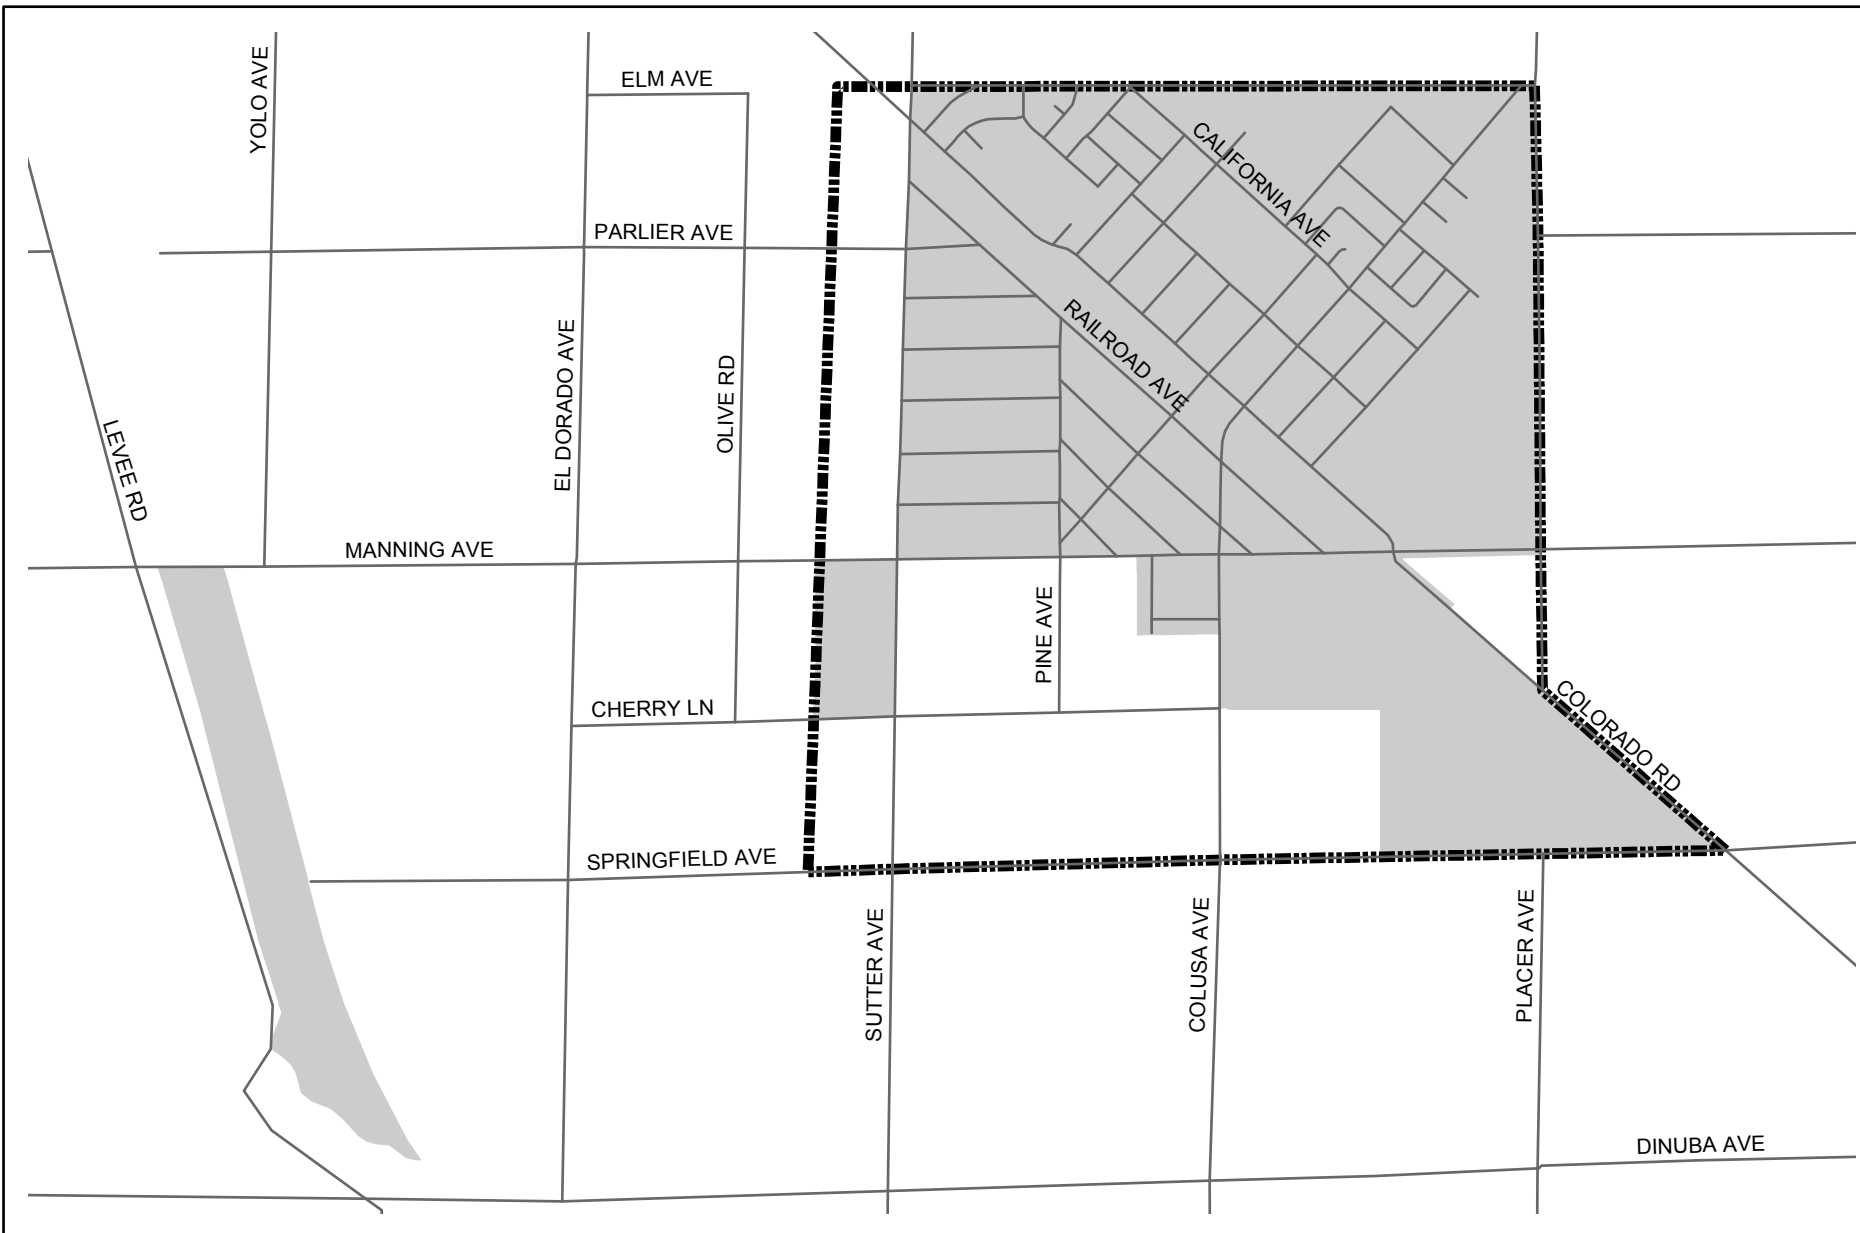 YOLO AVE
ELM AVE
CALIFORNIA AVE
PARLIER AVE
RAILROAD AVE
EL DORADO AVE
OLIVE RD
LEVEE RD
MANNING AVE
PINE AVE
CHERRY LN
COLORADO RD
SPRINGFIELD AVE
SUTTER AVE
COLUSA AVE
PLACER AVE
DINUBA AVE